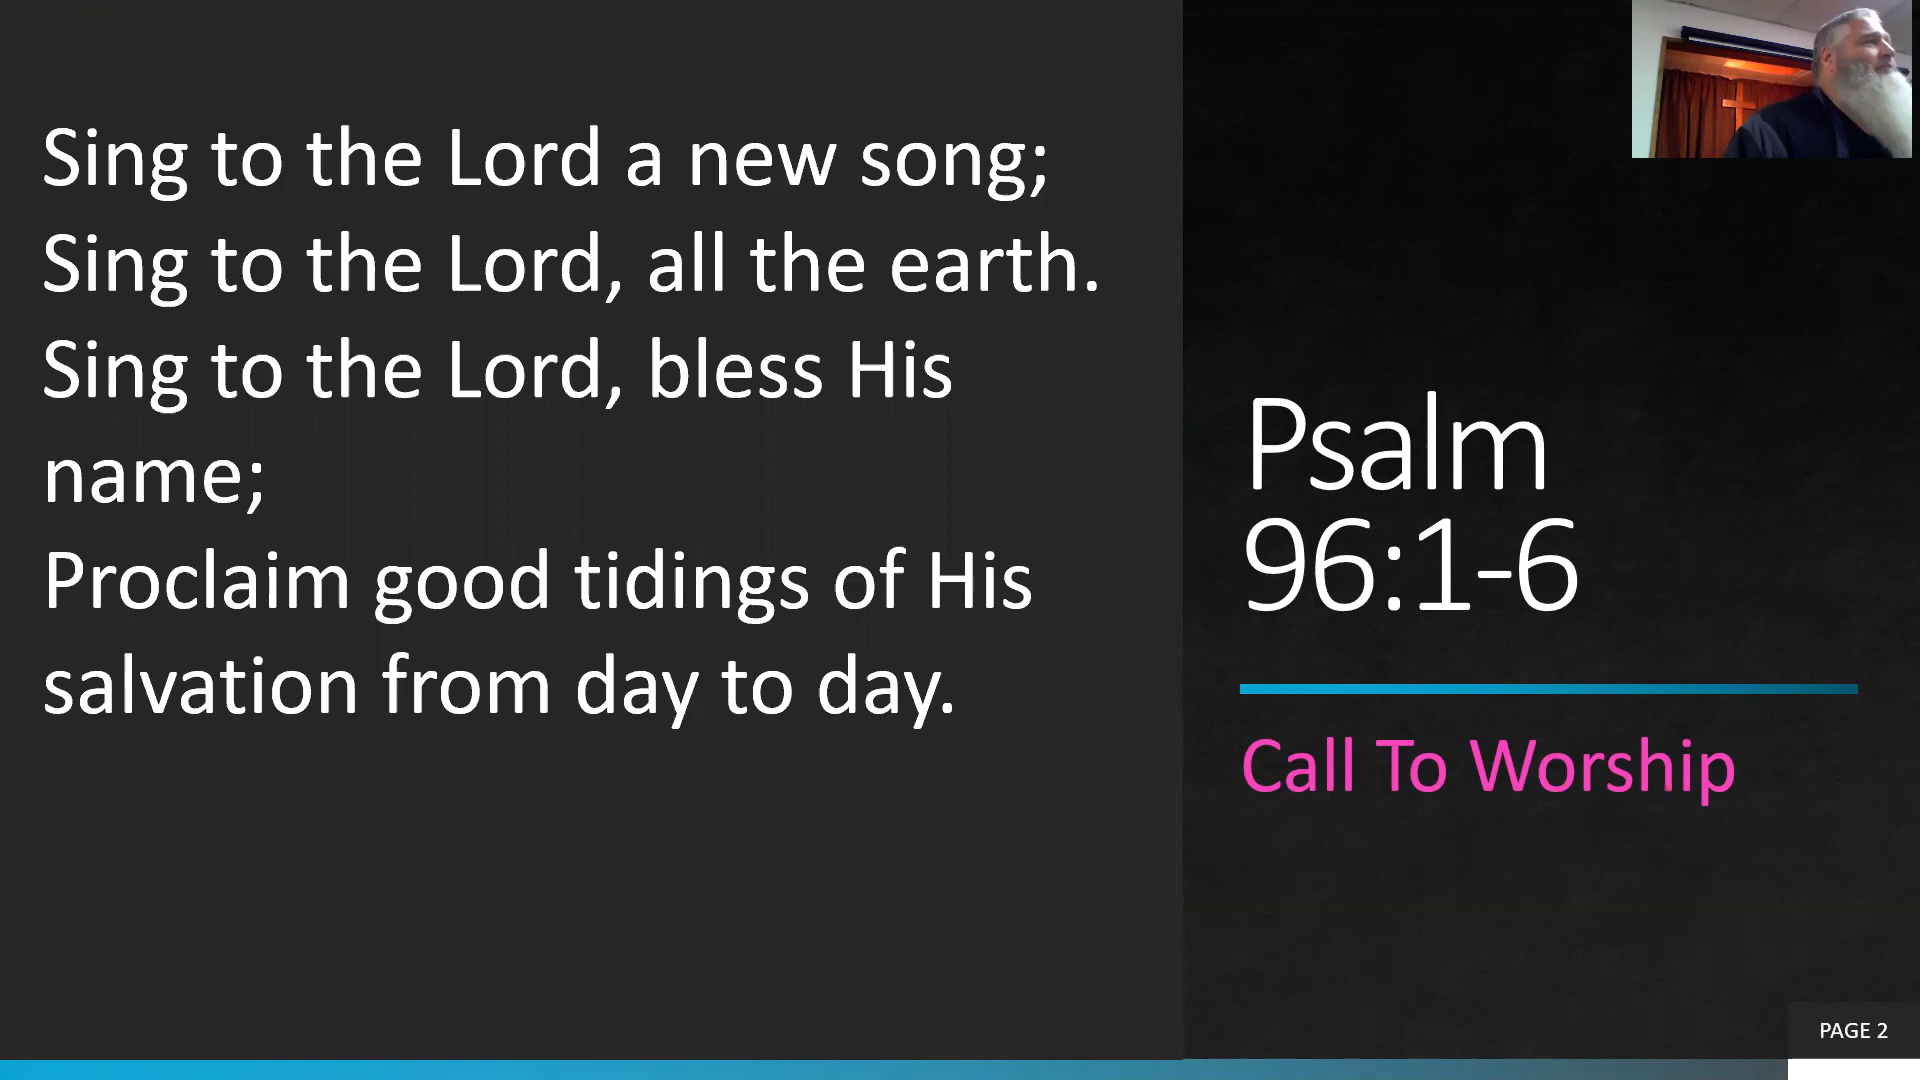 Sing to the Lord a new song;
Sing to the Lord, all the earth.
Sing to the Lord, bless His
name;
Proclaim good tidings of His
salvation from day to day.
Psalm
96:1-6
Call To Worship
PAGE 2